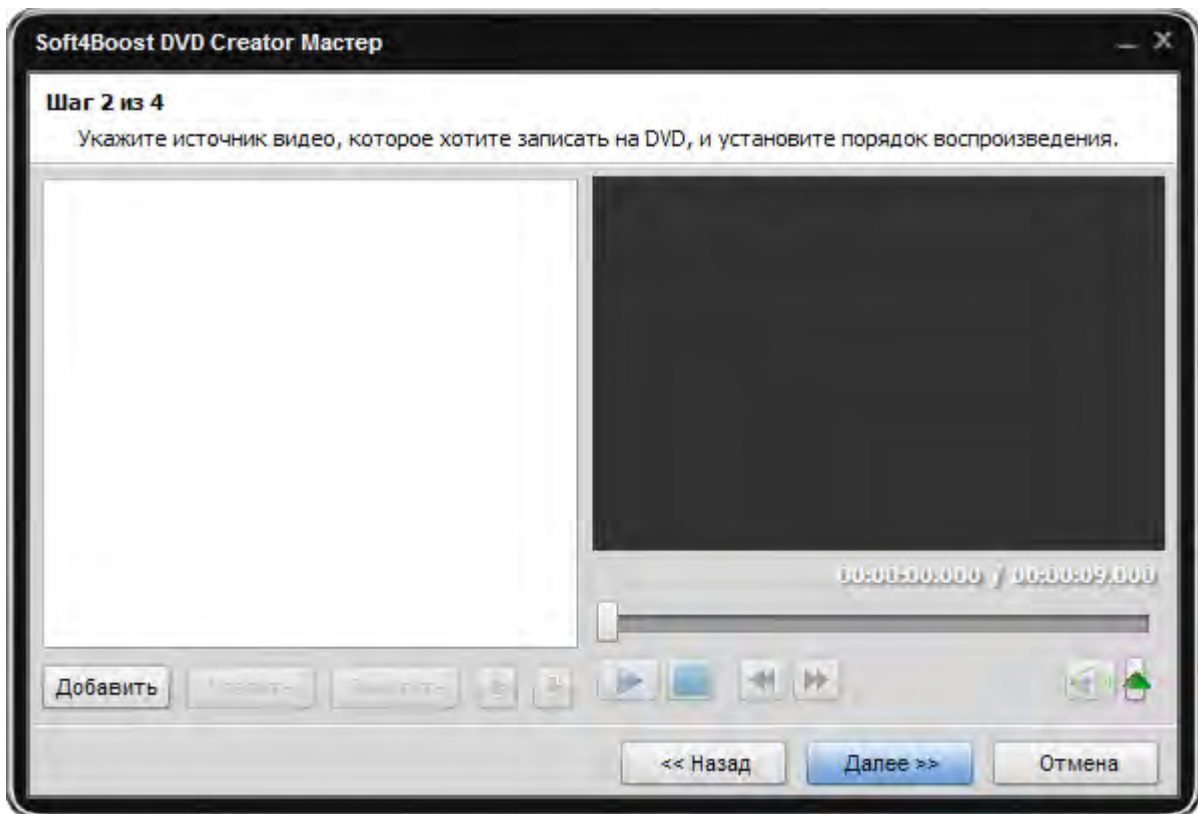 Soft4Boost DVD Creator Мастер
Шаг 2 из 4
Укажите источник видео, которое хотите записать на DVD, и установите порядок воспроизведения.
00:00:00.000 / 00:00:09.000
Добавить
<< Назад
Далее >>
Отмена